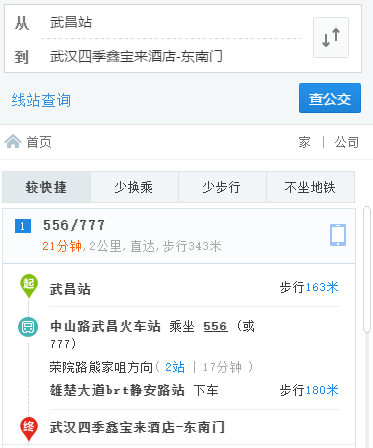 从 武昌站
到 武汉四季鑫宝来酒店-东南门
线站查询 查公交
首页 家 | 公司
较快捷 少换乘 少步行 不坐地铁
1 556/777
21分钟,2公里,直达,步行343米
起 武昌站 步行163米
中山路武昌火车站 乘坐 556 (或
777)
荣院路熊家咀方向( 2站 | 17分钟 )
雄楚大道brt静安路站 下车 步行180米
终 武汉四季鑫宝来酒店-东南门